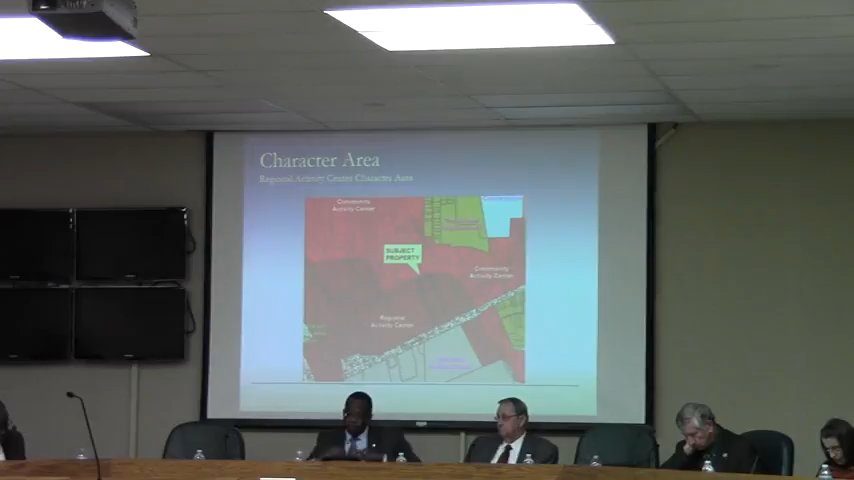 Character Area
Regional Activity Center Character Area
Community
Activity Center
SUBJECT
PROPERTY
Community
Activity Center
Regional
Activity Center